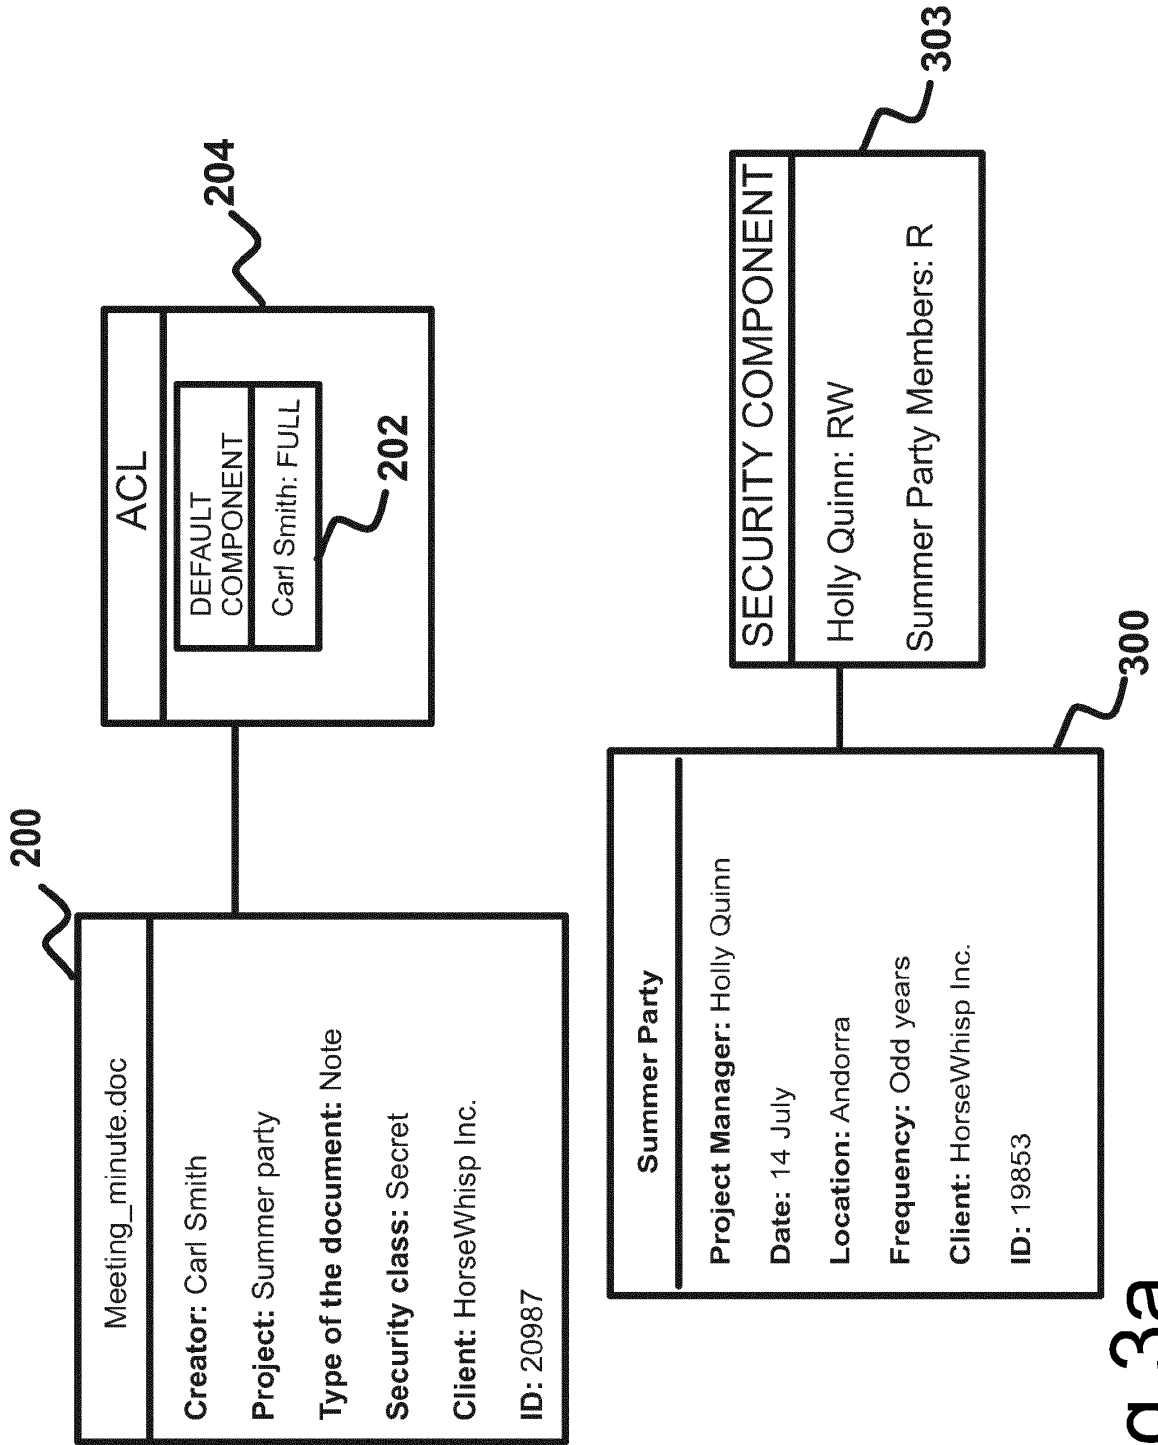 200
Meeting_minute.doc
Creator: Carl Smith
Project: Summer party
Type of the document: Note
Security class: Secret
Client: HorseWhisp Inc.
ID: 20987
204
ACL
DEFAULT
COMPONENT
Carl Smith: FULL
202
Summer Party
Project Manager: Holly Quinn
Date: 14 July
Location: Andorra
Frequency: Odd years
Client: HorseWhisp Inc.
ID: 19853
300
SECURITY COMPONENT
Holly Quinn: RW
Summer Party Members: R
303
g.3a